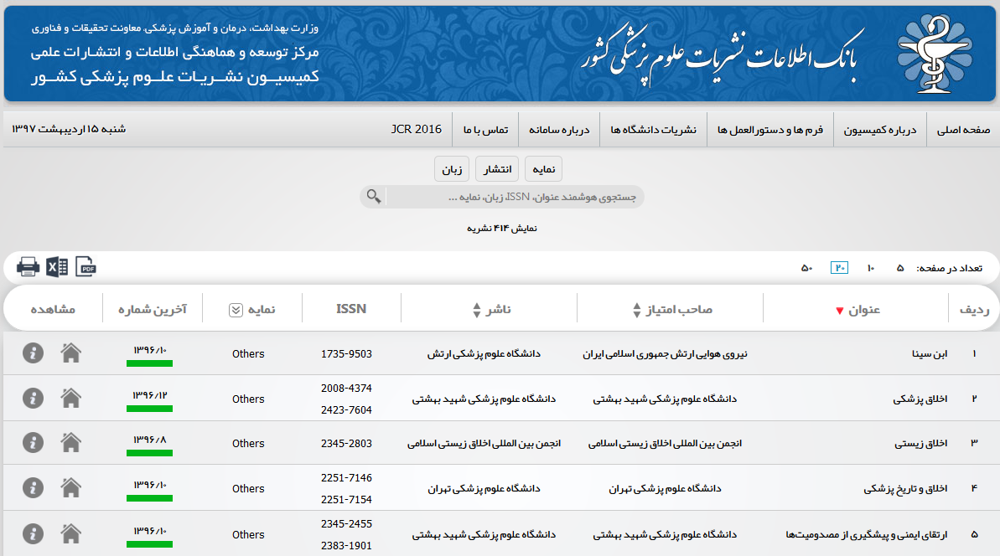 بانک اطلاعات نشریات علوم پزشکی کشور
وزارت بهداشت، درمان و آموزش پزشکی، معاونت تحقیقات و فناوری
مرکز توسعه و هماهنگی اطلاعات و انتشارات علمی
کمیسیون نشریات علوم پزشکی کشور
صفحه اصلی درباره کمیسیون فرم ها و دستورالعمل ها نشریات دانشگاه ها درباره سامانه تماس با ما JCR 2016 شنبه ۱۵ اردیبهشت ۱۳۹۷
نمایه انتشار زبان
جستجوی هوشمند عنوان، ISSN، زبان، نمایه ...
نمایش ۴۱۴ نشریه
تعداد در صفحه: ۵ ۱۰ ۲۰ ۵۰
PDF X
ردیف عنوان صاحب امتیاز ناشر ISSN نمایه آخرین شماره مشاهده
۱ ابن سینا نیروی هوایی ارتش جمهوری اسلامی ایران دانشگاه علوم پزشکی ارتش 1735-9503 Others ۱۳۹۶/۱۰
۲ اخلاق پزشکی دانشگاه علوم پزشکی شهید بهشتی دانشگاه علوم پزشکی شهید بهشتی 2008-4374 Others ۱۳۹۶/۱۲
2423-7604
۳ اخلاق زیستی انجمن بین المللی اخلاق زیستی اسلامی انجمن بین المللی اخلاق زیستی اسلامی 2345-2803 Others ۱۳۹۶/۸
۴ اخلاق و تاریخ پزشکی دانشگاه علوم پزشکی تهران دانشگاه علوم پزشکی تهران 2251-7146 Others ۱۳۹۶/۱۰
2251-7154
۵ ارتقای ایمنی و پیشگیری از مصدومیت‌ها دانشگاه علوم پزشکی شهید بهشتی دانشگاه علوم پزشکی شهید بهشتی 2345-2455 Others ۱۳۹۶/۱۰
2383-1901